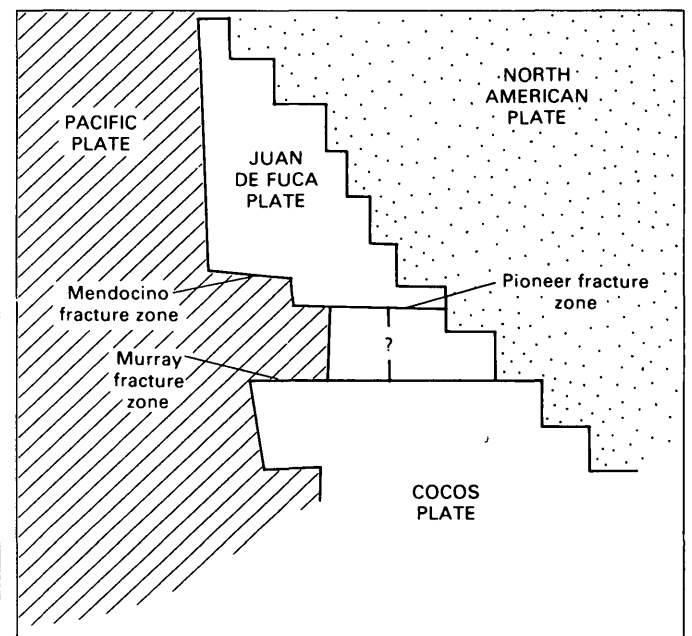 NORTH
AMERICAN
PLATE
PACIFIC
PLATE
JUAN
DE FUCA
PLATE
Mendocino
fracture zone
Pioneer fracture
zone
?
Murray
fracture
zone
COCOS
PLATE